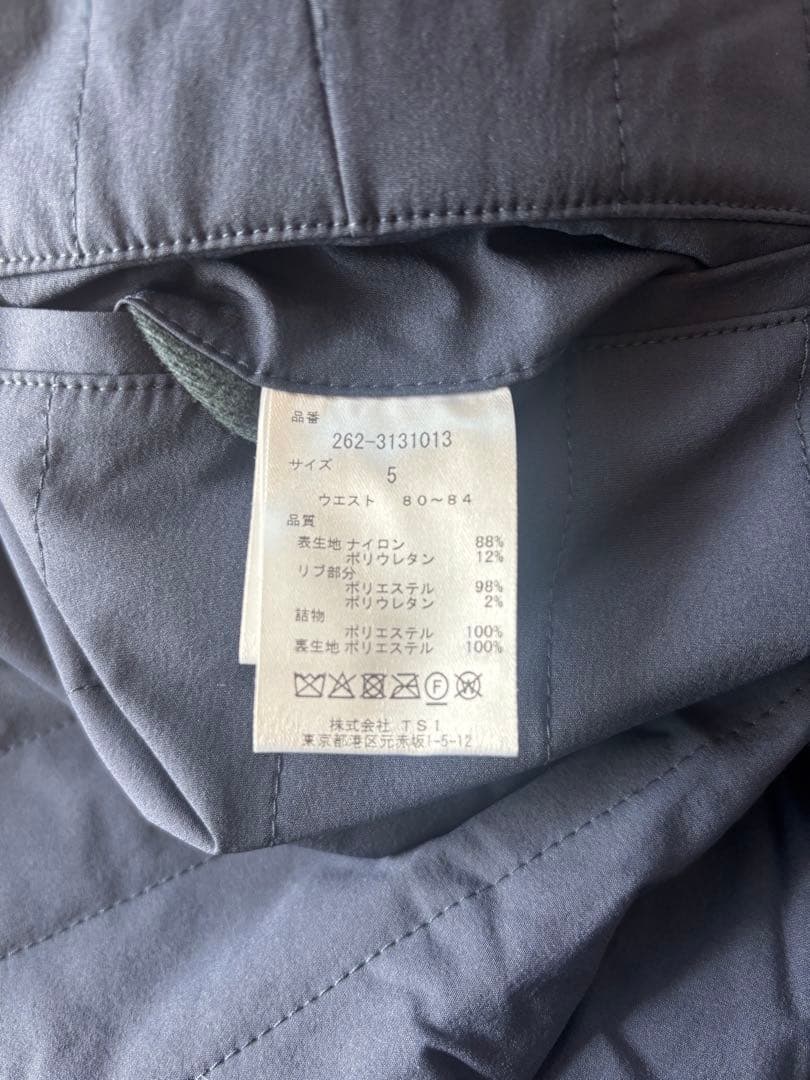 品番
262-3131013
サイズ
5
ウエスト 80~84
品質
表生地 ナイロン 88%
ポリウレタン 12%
リブ部分
ポリエステル 98%
ポリウレタン 2%
詰物
ポリエステル 100%
裏生地 ポリエステル 100%
F W
株式会社 TSI
東京都港区元赤坂1-5-12